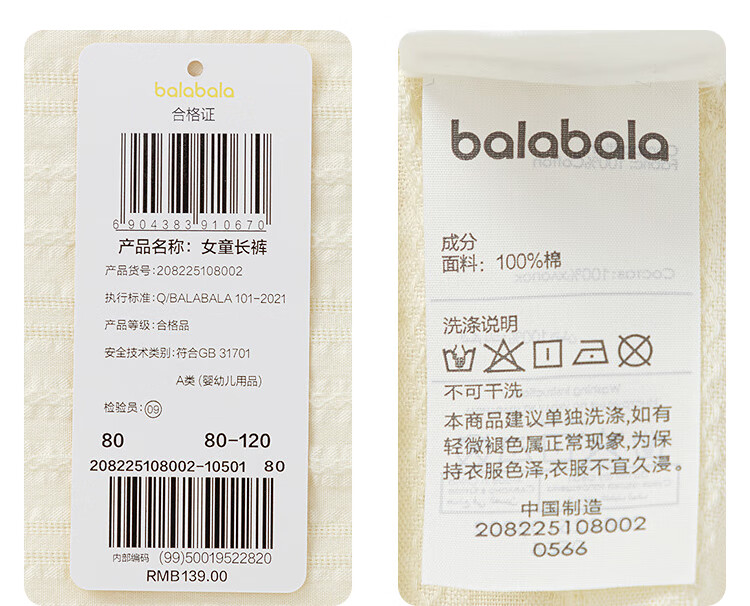 balabala
合格证
6904383910670
产品名称：女童长裤
产品货号:208225108002
执行标准:Q/BALABALA 101-2021
产品等级:合格品
安全技术类别:符合GB 31701
A类 (婴幼儿用品)
检验员:09
80 80-120
208225108002-10501 80
内部编码 (99)50019522820
RMB139.00
balabala
成分
面料：100%棉
洗涤说明
不可干洗
本商品建议单独洗涤,如有
轻微褪色属正常现象,为保
持衣服色泽,衣服不宜久浸。
中国制造
208225108002
0566